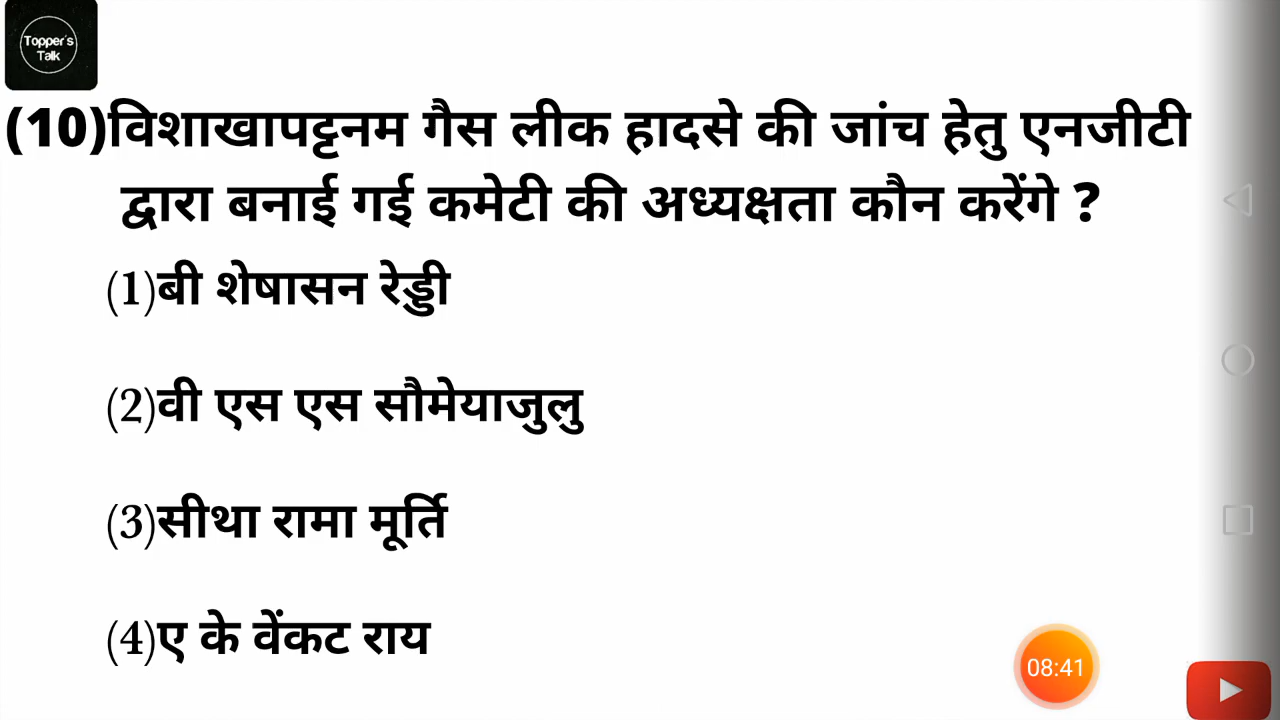 Topper's
Talk
(10)विशाखापट्टनम गैस लीक हादसे की जांच हेतु एनजीटी
द्वारा बनाई गई कमेटी की अध्यक्षता कौन करेंगे ?
(1)बी शेषासन रेड्डी
(2)वी एस एस सौमेयाजुलु
(3)सीथा रामा मूर्ति
(4)ए के वेंकट राय
08:41